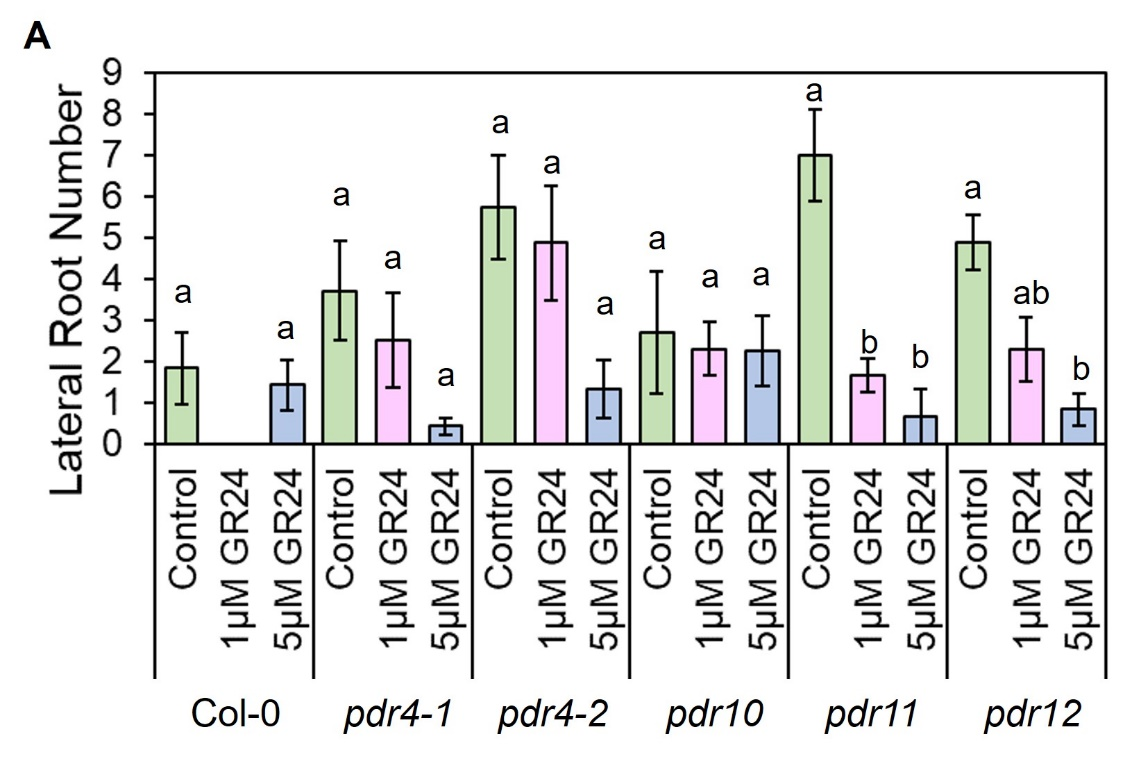 A
Lateral Root Number
9
8
7
6
5
4
3
2
1
0
a
a
a
a
a
a
a
a
a
a
a
a
b
b
a
ab
b
Control
1µM GR24
5µM GR24
Control
1µM GR24
5µM GR24
Control
1µM GR24
5µM GR24
Control
1µM GR24
5µM GR24
Control
1µM GR24
5µM GR24
Control
1µM GR24
5µM GR24
Col-0
pdr4-1
pdr4-2
pdr10
pdr11
pdr12